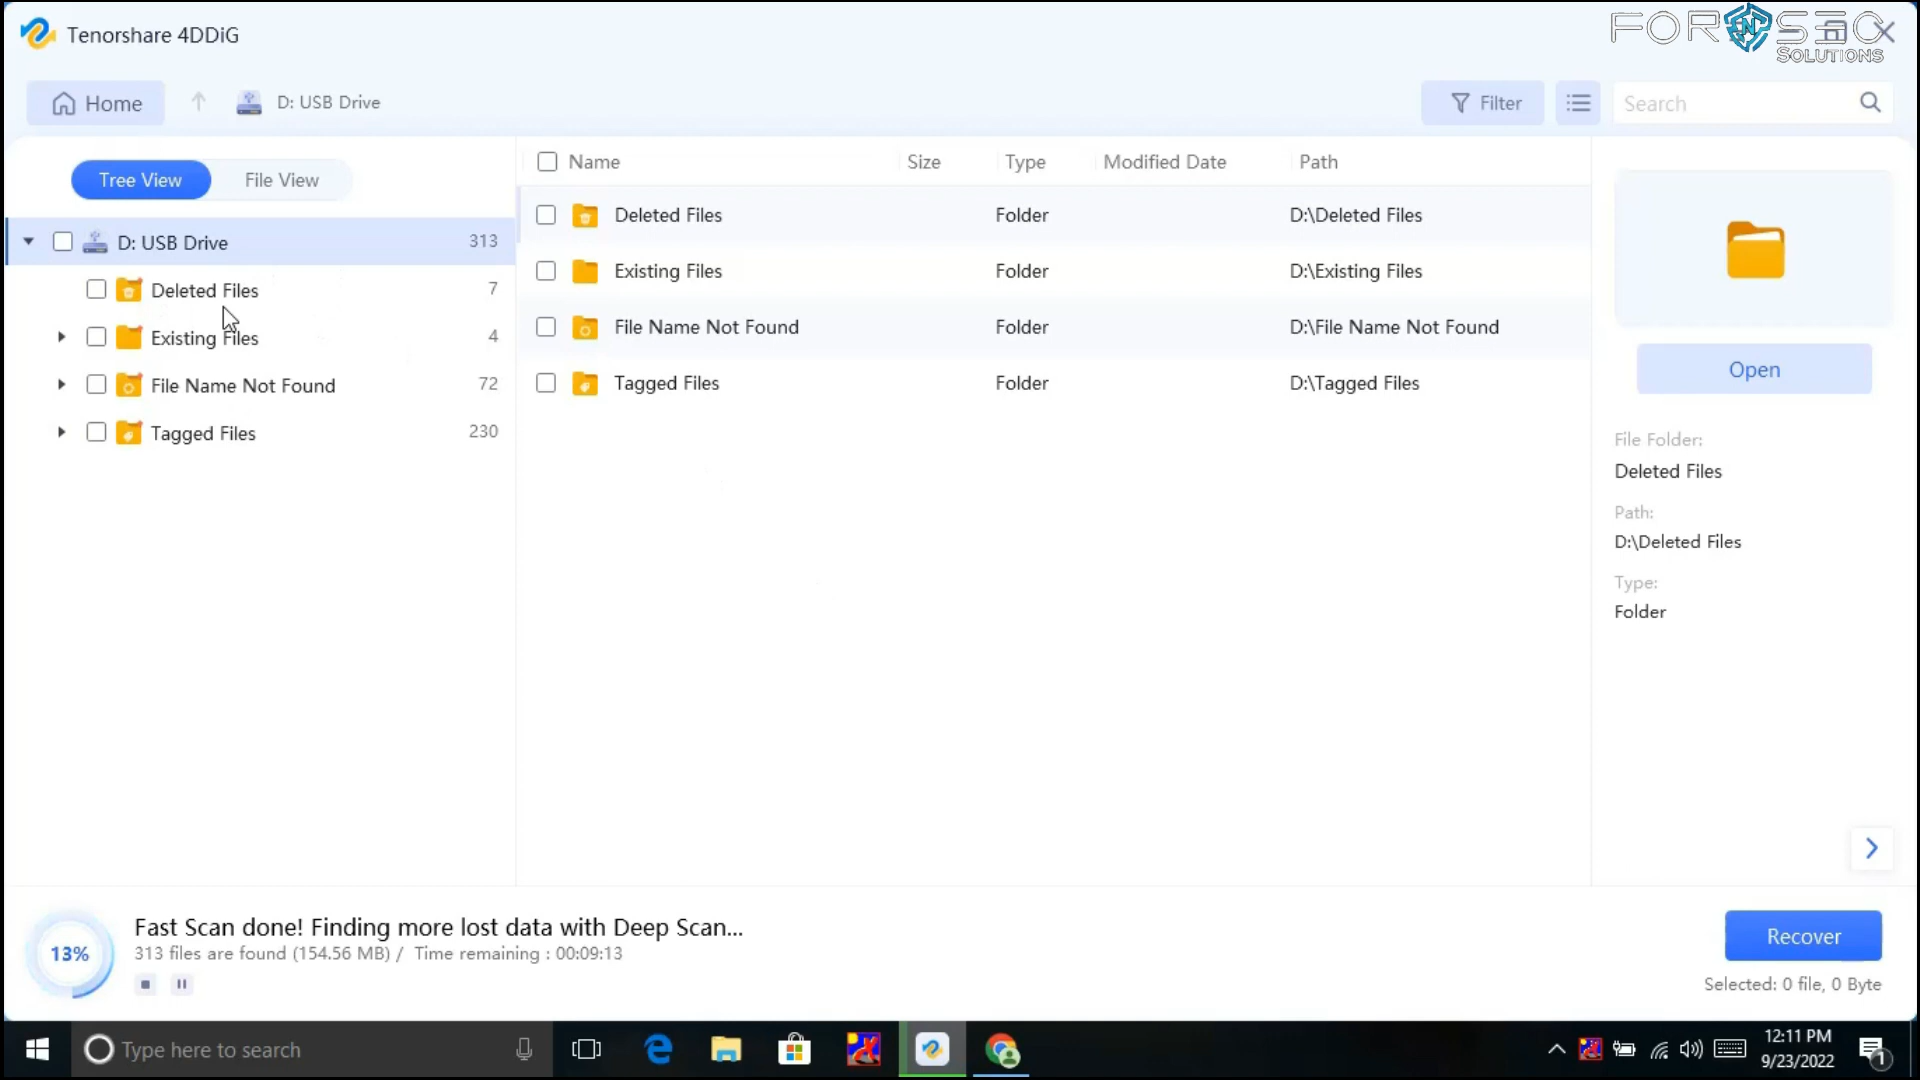 Tenorshare 4DDiG
FORNSEC
SOLUTIONS
Home
D: USB Drive
Filter
Search
Tree View
File View
Name
Size
Type
Modified Date
Path
D: USB Drive
313
Deleted Files
7
Existing Files
4
File Name Not Found
72
Tagged Files
230
Deleted Files
Folder
D:\Deleted Files
Existing Files
Folder
D:\Existing Files
File Name Not Found
Folder
D:\File Name Not Found
Tagged Files
Folder
D:\Tagged Files
Open
File Folder:
Deleted Files
Path:
D:\Deleted Files
Type:
Folder
13%
Fast Scan done! Finding more lost data with Deep Scan...
313 files are found (154.56 MB) / Time remaining : 00:09:13
Recover
Selected: 0 file, 0 Byte
Type here to search
12:11 PM
9/23/2022
1